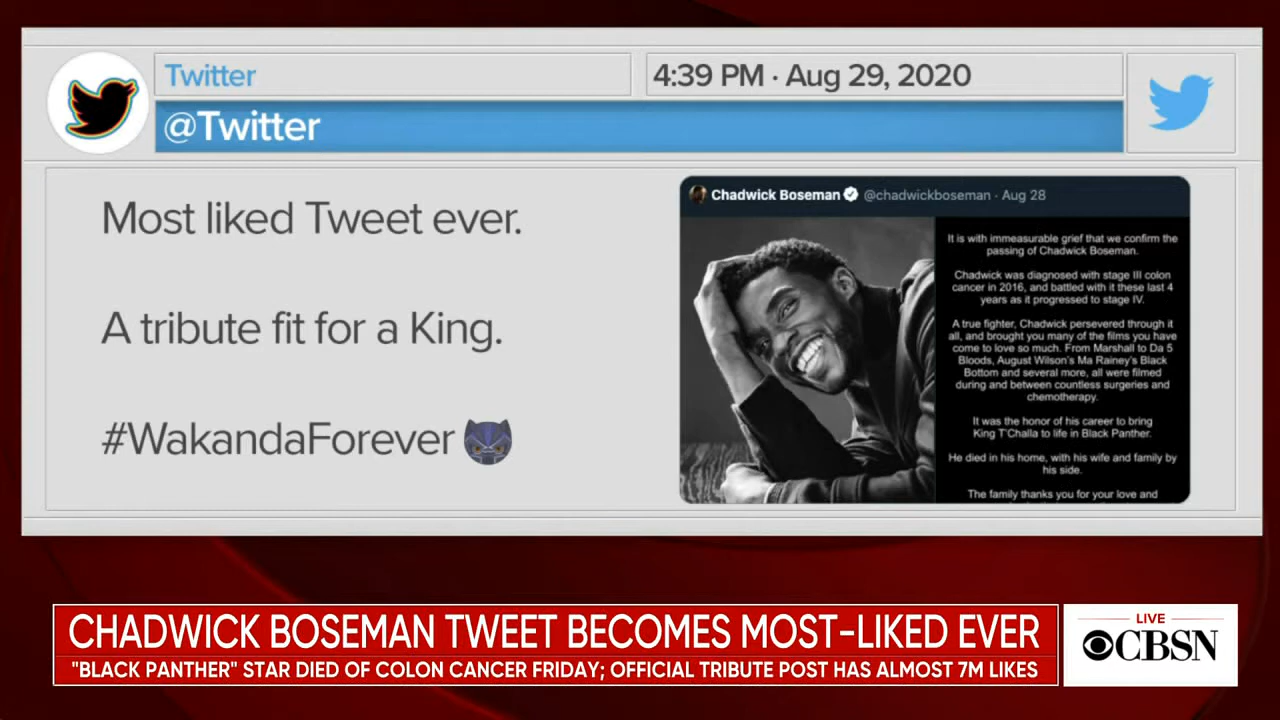 Twitter
4:39 PM · Aug 29, 2020
@Twitter
Most liked Tweet ever.
A tribute fit for a King.
#WakandaForever
Chadwick Boseman @chadwickboseman · Aug 28
It is with immeasurable grief that we confirm the
passing of Chadwick Boseman.
Chadwick was diagnosed with stage III colon
cancer in 2016, and battled with it these last 4
years as it progressed to stage IV.
A true fighter, Chadwick persevered through it
all, and brought you many of the films you have
come to love so much. From Marshall to Da 5
Bloods, August Wilson's Ma Rainey's Black
Bottom and several more, all were filmed
during and between countless surgeries and
chemotherapy.
It was the honor of his career to bring
King T'Challa to life in Black Panther.
He died in his home, with his wife and family by
his side.
The family thanks you for your love and
CHADWICK BOSEMAN TWEET BECOMES MOST-LIKED EVER
"BLACK PANTHER" STAR DIED OF COLON CANCER FRIDAY; OFFICIAL TRIBUTE POST HAS ALMOST 7M LIKES
LIVE
CBSN